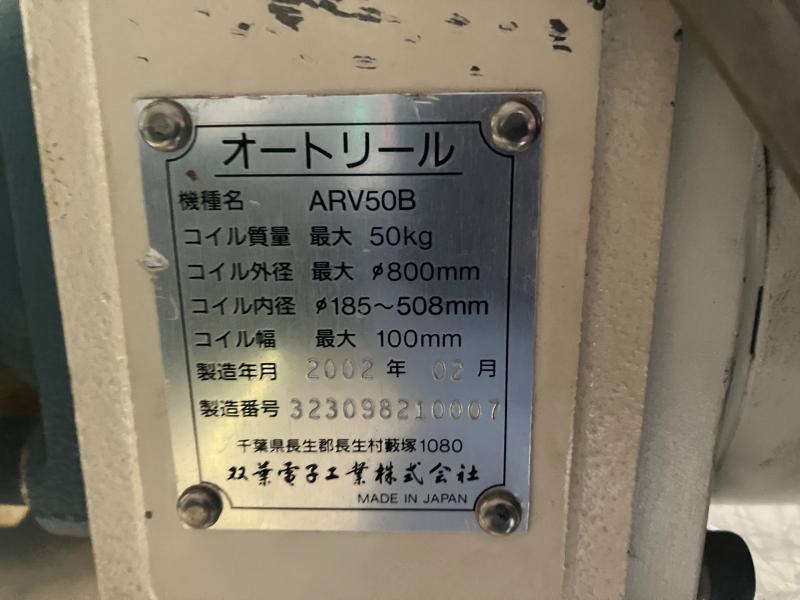 オートリール
機種名 ARV50B
コイル質量 最大 50kg
コイル外径 最大 φ800mm
コイル内径 φ185～508mm
コイル幅 最大 100mm
製造年月 2002 年 02 月
製造番号 323098210007
千葉県長生郡長生村藪塚1080
双葉電子工業株式会社
MADE IN JAPAN